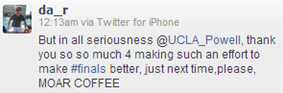 da_r
12:13am via Twitter for iPhone
But in all seriousness @UCLA_Powell, thank
you so so much 4 making such an effort to
make #finals better, just next time,please,
MOAR COFFEE